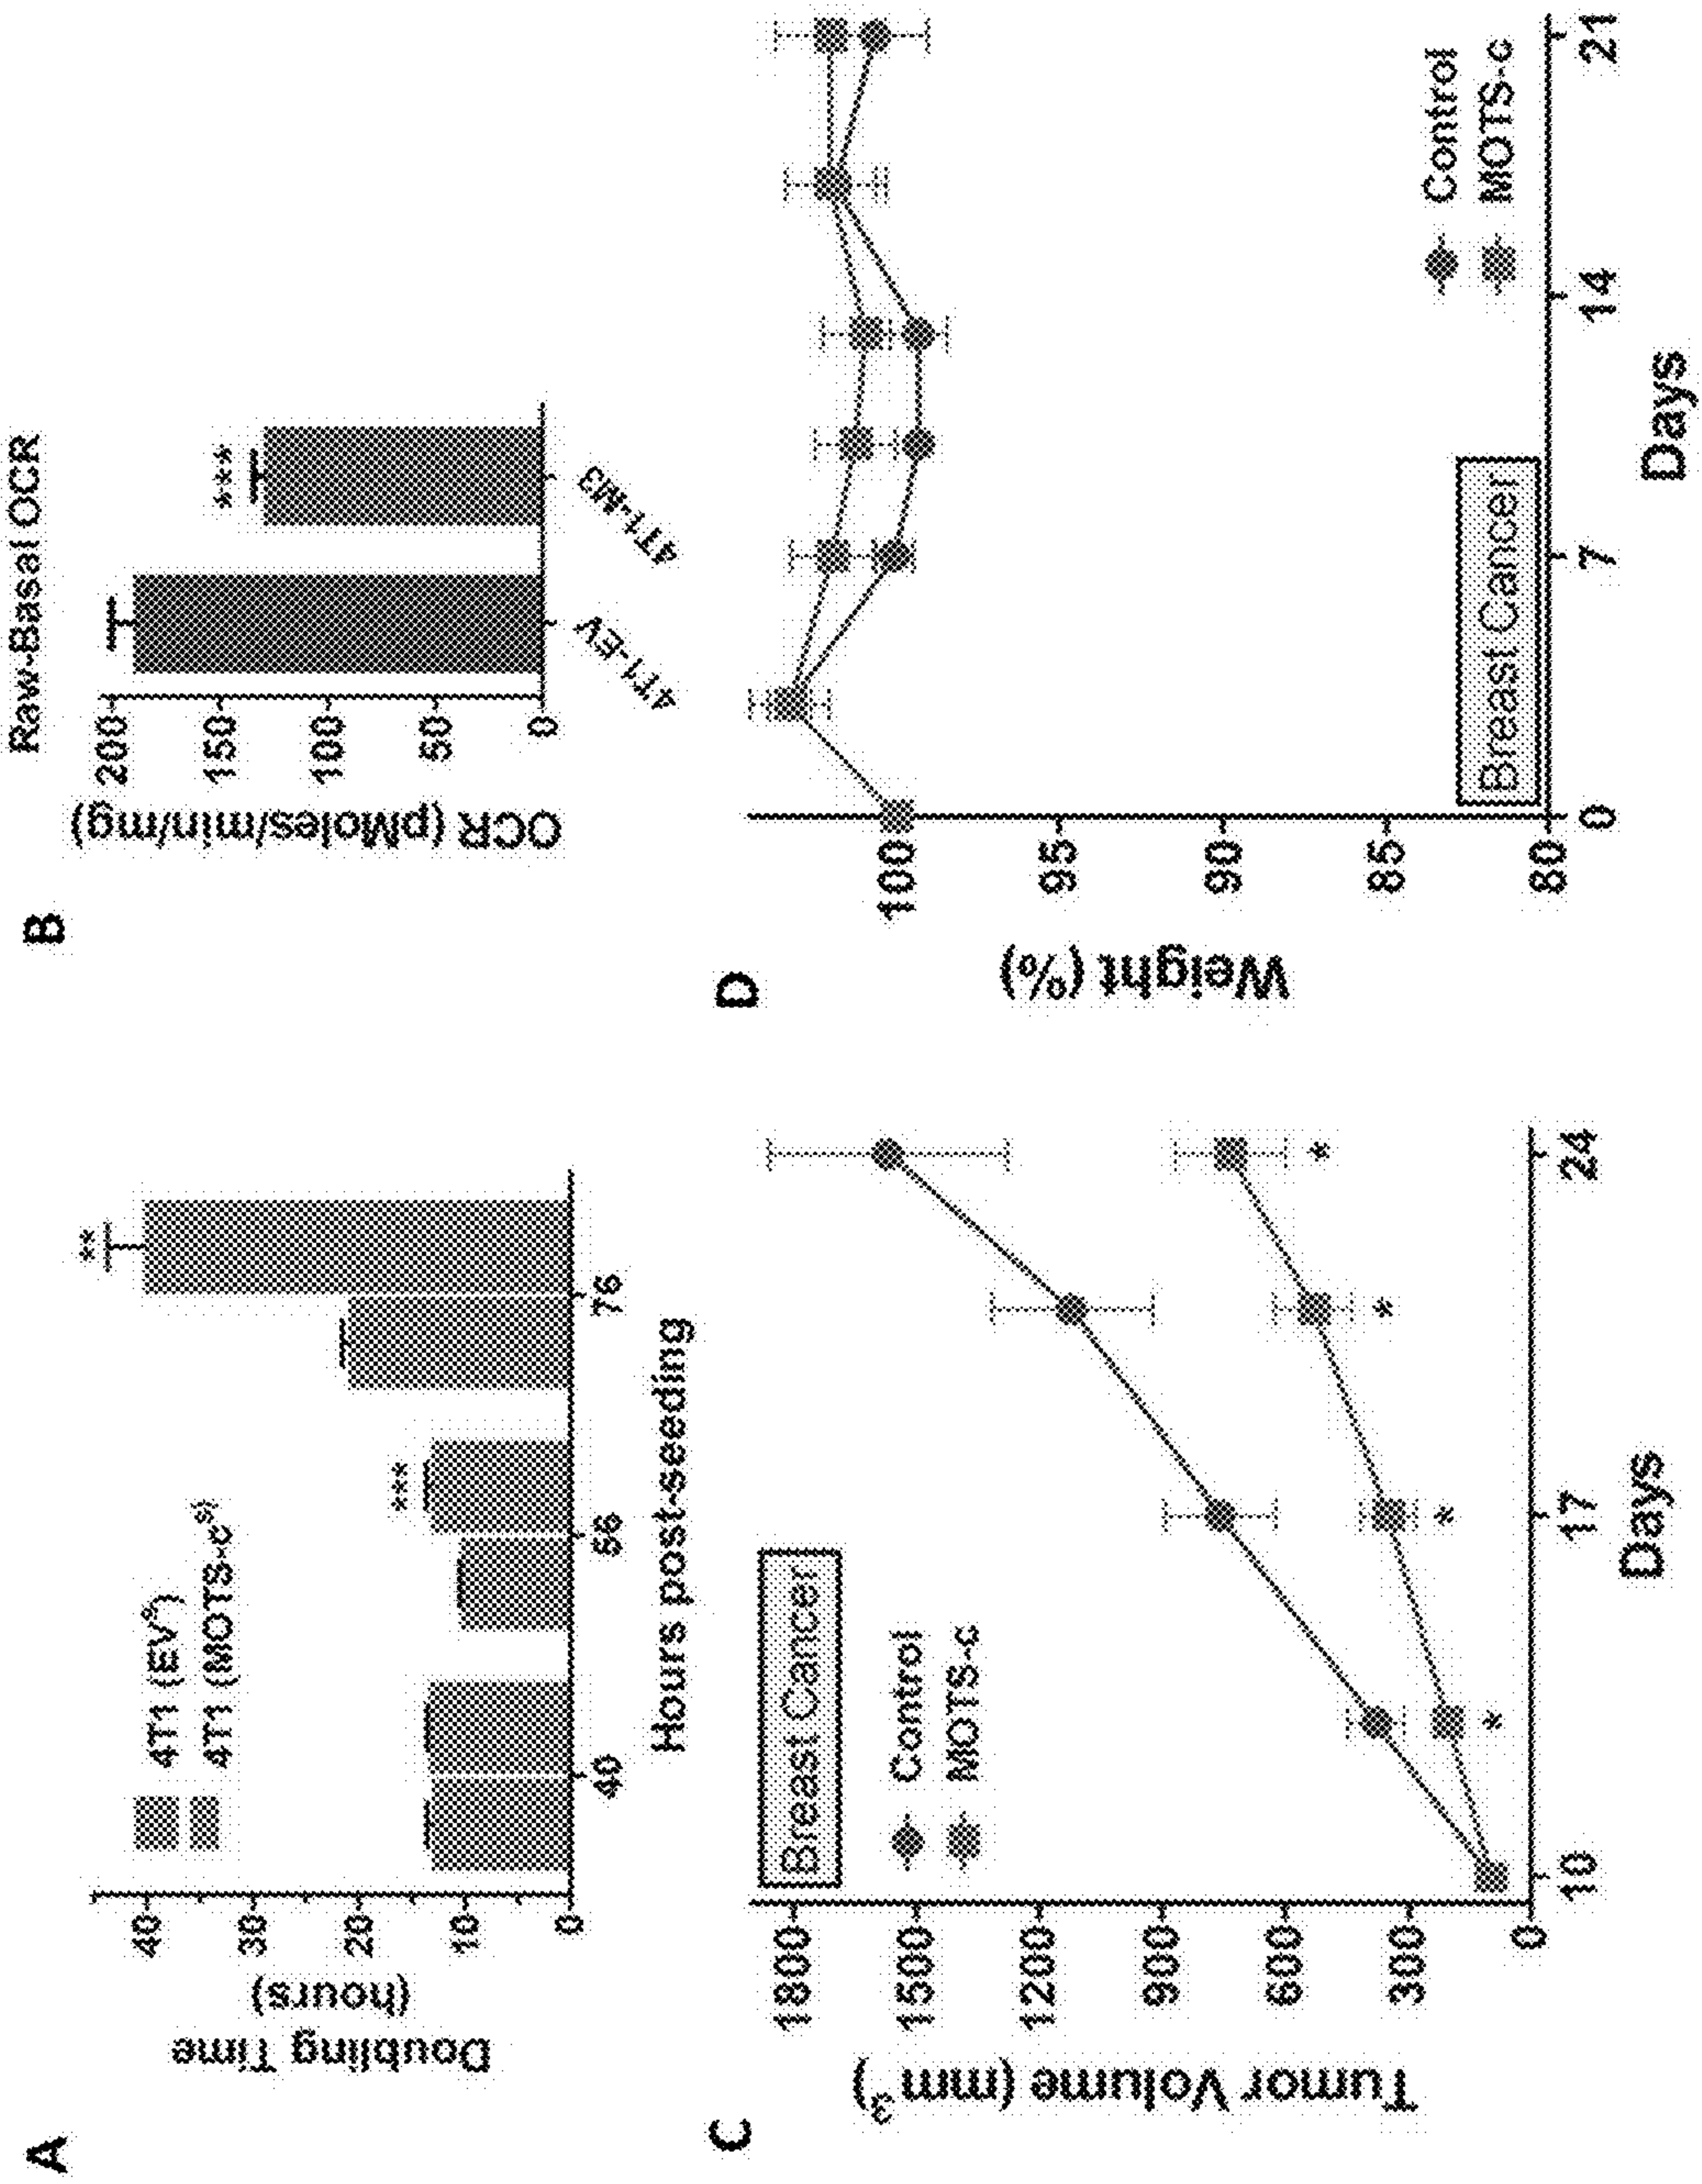 A
Doubling Time
(hours)
40
30
20
10
0
4T1 (EV^S)
4T1 (MOTS-c^S)
**
***
40
56
76
Hours post-seeding
B
Raw-Basal OCR
OCR (pMoles/min/mg)
200
150
100
50
0
***
4T1-EV
4T1-M3
C
Tumor Volume (mm³)
1800
1500
1200
900
600
300
0
Breast Cancer
Control
MOTS-c
*
*
*
*
10
17
24
Days
D
Weight (%)
100
95
90
85
80
Breast Cancer
Control
MOTS-c
0
7
14
21
Days